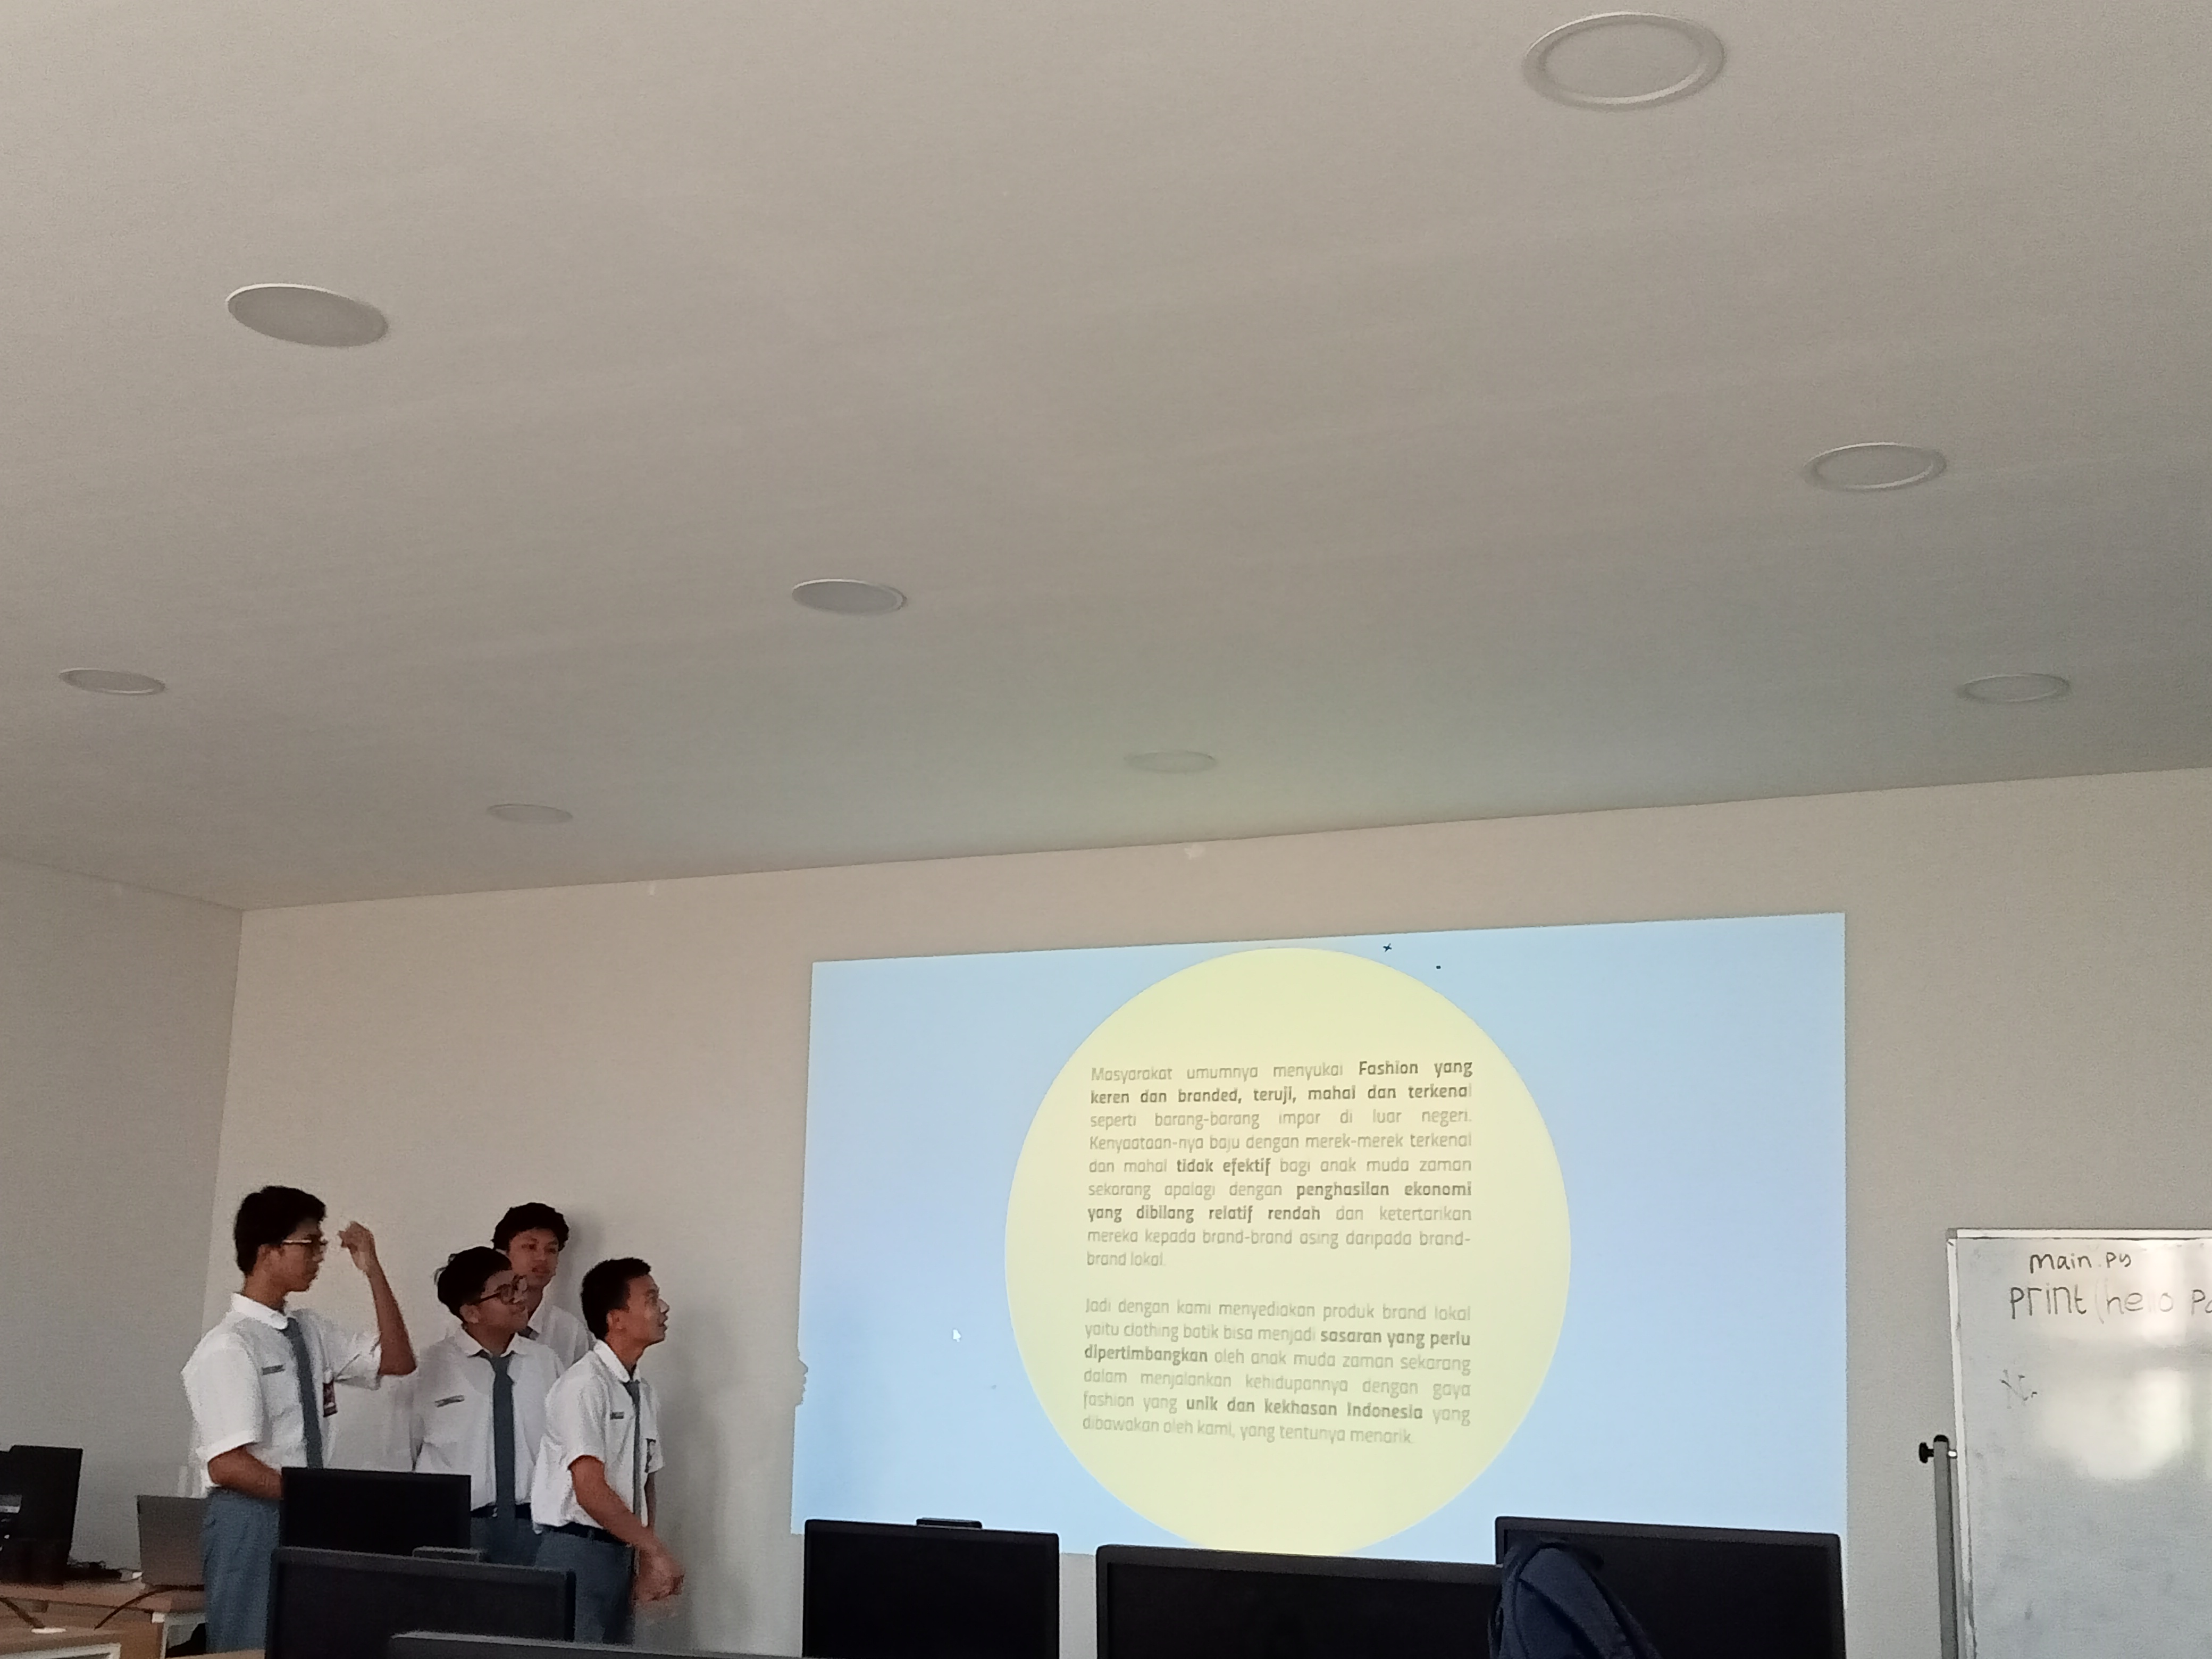 Masyarakat umumnya menyukai Fashion yang
keren dan branded, teruji, mahal dan terkenal
seperti barang-barang impor di luar negeri.
Kenyaataan-nya baju dengan merek-merek terkenal
dan mahal tidak efektif bagi anak muda zaman
sekarang apalagi dengan penghasilan ekonomi
yang dibilang relatif rendah dan ketertarikan
mereka kepada brand-brand asing daripada brand-
brand lokal.
Jadi dengan kami menyediakan produk brand lokal
yaitu clothing batik bisa menjadi sasaran yang perlu
dipertimbangkan oleh anak muda zaman sekarang
dalam menjalankan kehidupannya dengan gaya
fashion yang unik dan kekhasan Indonesia yang
dibawakan oleh kami, yang tentunya menarik.
main.py
print (hello